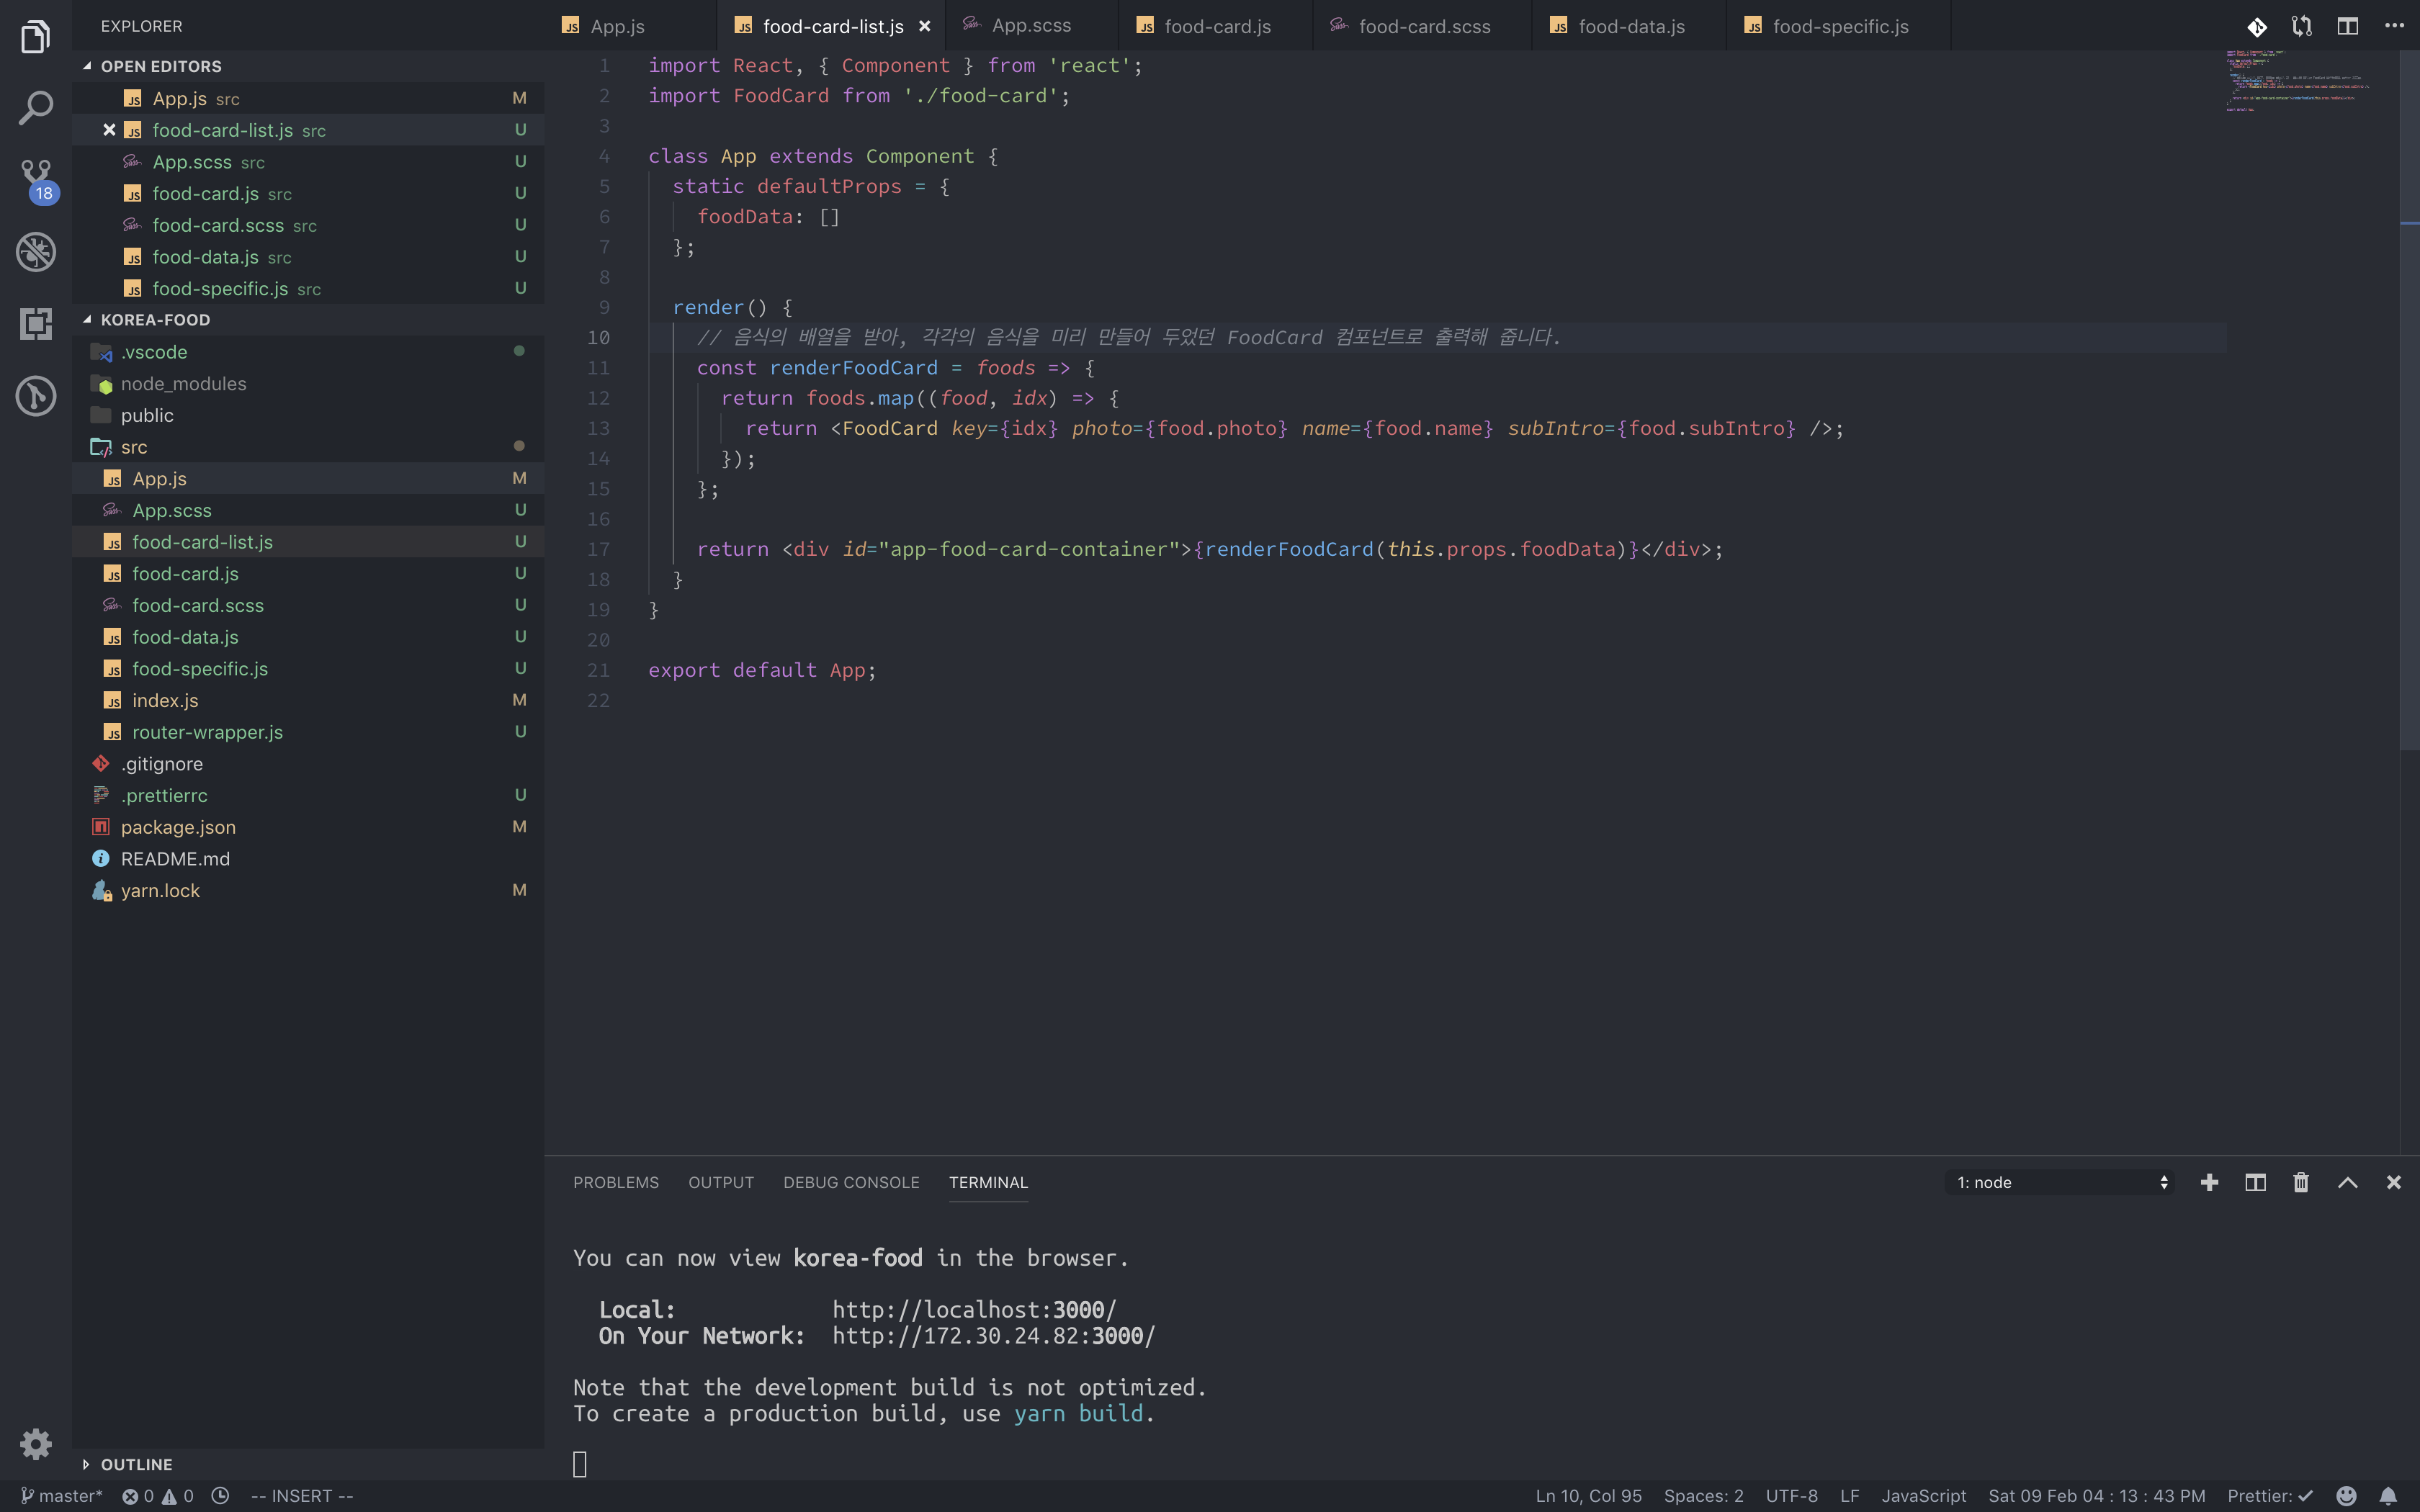 EXPLORER
OPEN EDITORS
App.js src M
food-card-list.js src U
App.scss src U
food-card.js src U
food-card.scss src U
food-data.js src U
food-specific.js src U
KOREA-FOOD
.vscode
node_modules
public
src
App.js M
App.scss U
food-card-list.js U
food-card.js U
food-card.scss U
food-data.js U
food-specific.js U
index.js M
router-wrapper.js U
.gitignore
.prettierrc U
package.json M
README.md
yarn.lock M
OUTLINE
18
App.js food-card-list.js App.scss food-card.js food-card.scss food-data.js food-specific.js
1 import React, { Component } from 'react';
2 import FoodCard from './food-card';
3
4 class App extends Component {
5 static defaultProps = {
6 foodData: []
7 };
8
9 render() {
10 // 음식의 배열을 받아, 각각의 음식을 미리 만들어 두었던 FoodCard 컴포넌트로 출력해 줍니다.
11 const renderFoodCard = foods => {
12 return foods.map((food, idx) => {
13 return <FoodCard key={idx} photo={food.photo} name={food.name} subIntro={food.subIntro} />;
14 });
15 };
16
17 return <div id="app-food-card-container">{renderFoodCard(this.props.foodData)}</div>;
18 }
19 }
20
21 export default App;
22
PROBLEMS OUTPUT DEBUG CONSOLE TERMINAL 1: node
You can now view korea-food in the browser.
Local: http://localhost:3000/
On Your Network: http://172.30.24.82:3000/
Note that the development build is not optimized.
To create a production build, use yarn build.
master* 0 0 -- INSERT -- Ln 10, Col 95 Spaces: 2 UTF-8 LF JavaScript Sat 09 Feb 04 : 13 : 43 PM Prettier: ✓